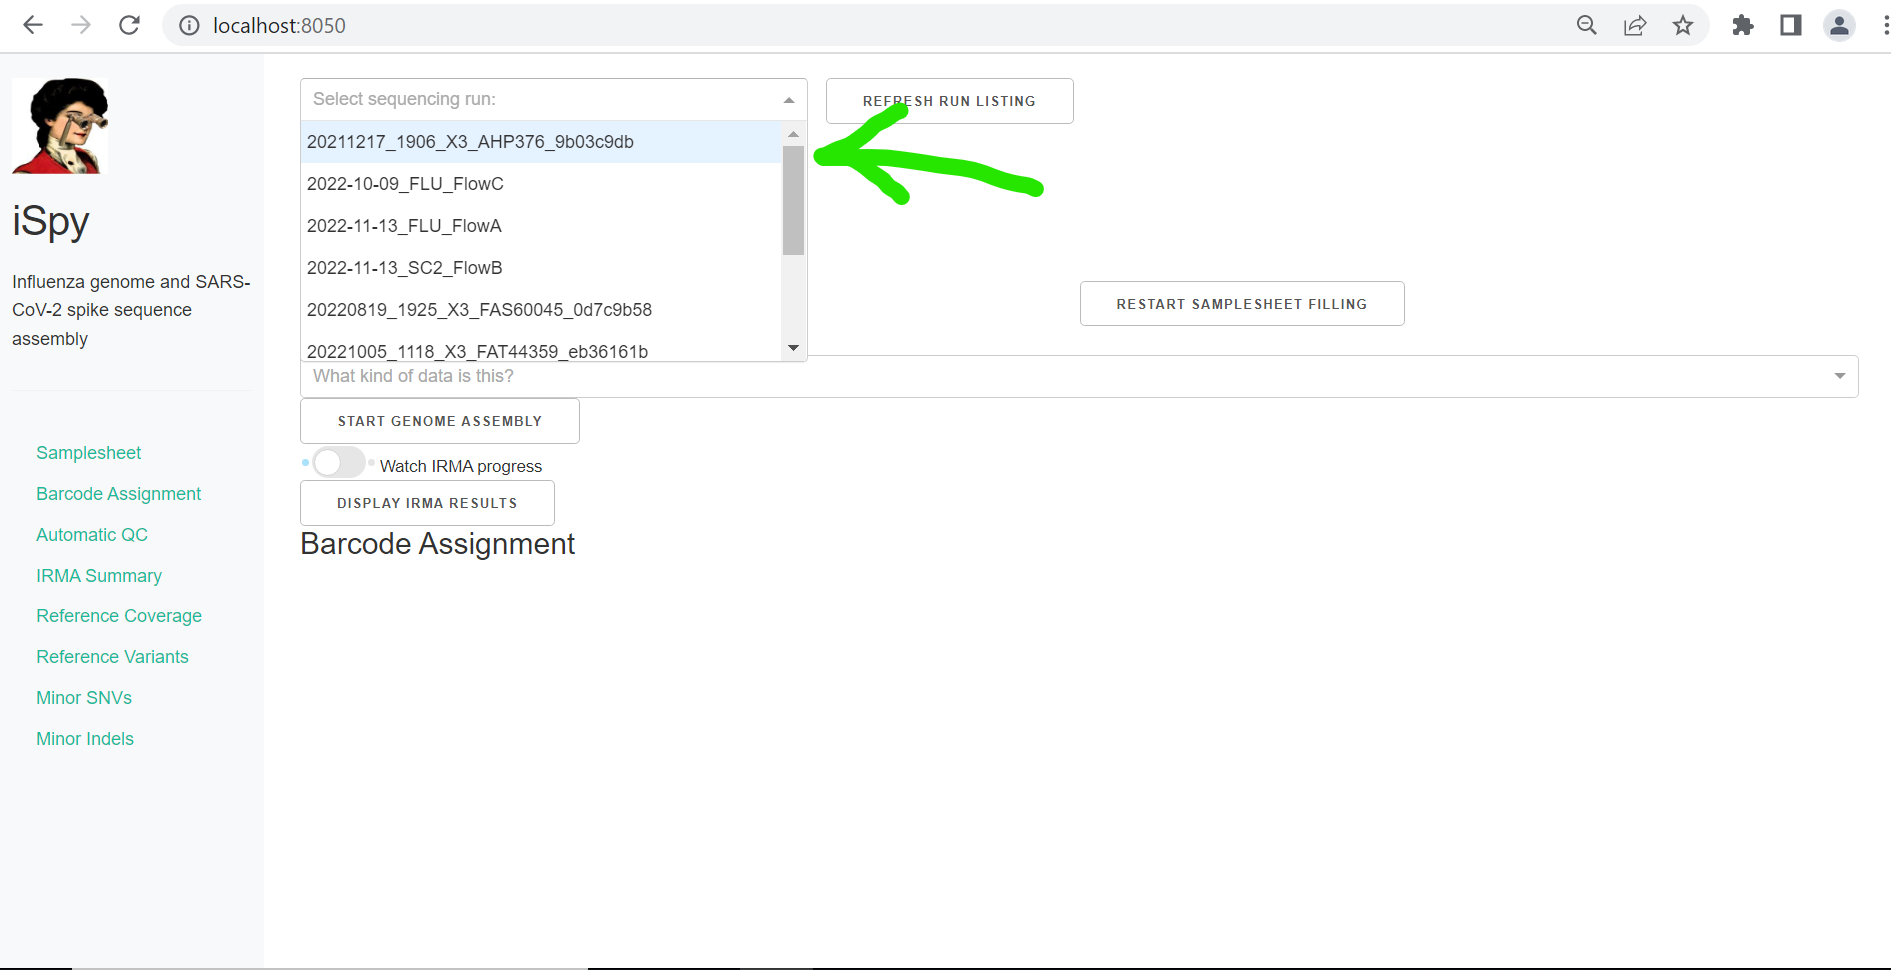 localhost:8050
iSpy
Influenza genome and SARS-
CoV-2 spike sequence
assembly
Samplesheet
Barcode Assignment
Automatic QC
IRMA Summary
Reference Coverage
Reference Variants
Minor SNVs
Minor Indels
Select sequencing run:
REFRESH RUN LISTING
20211217_1906_X3_AHP376_9b03c9db
2022-10-09_FLU_FlowC
2022-11-13_FLU_FlowA
2022-11-13_SC2_FlowB
20220819_1925_X3_FAS60045_0d7c9b58
20221005_1118_X3_FAT44359_eb36161b
RESTART SAMPLESHEET FILLING
What kind of data is this?
START GENOME ASSEMBLY
Watch IRMA progress
DISPLAY IRMA RESULTS
Barcode Assignment